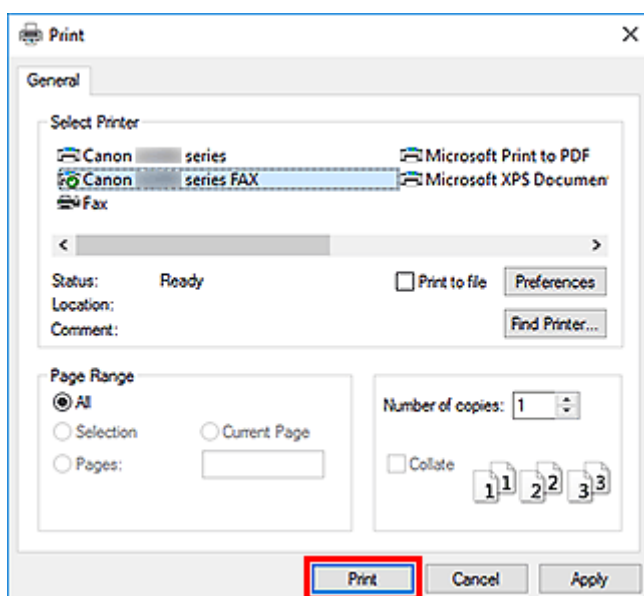 Print
General
Select Printer
Canon series
Microsoft Print to PDF
Canon series FAX
Microsoft XPS Documen
Fax
Status: Ready
Print to file
Preferences
Location:
Comment:
Find Printer...
Page Range
All
Selection
Current Page
Pages:
Number of copies: 1
Collate
1 1 2 2 3 3
Print
Cancel
Apply